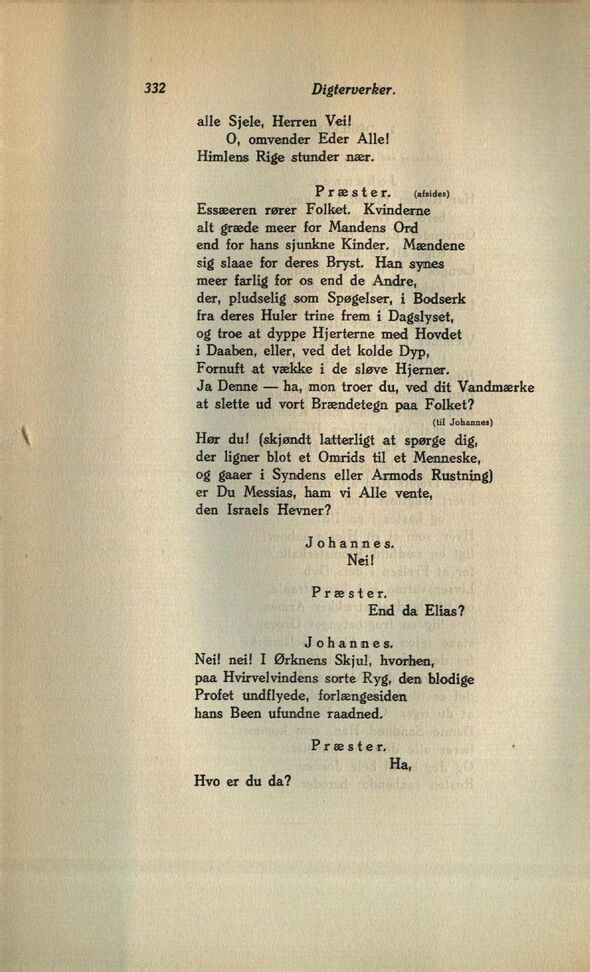 332
Digterverker.
alle Sjele, Herren Vei!
O, omvender Eder Alle!
Himlens Rige stunder nær.
Præster. (afsides)
Essæeren rører Folket. Kvinderne
alt græde meer for Mandens Ord
end for hans sjunkne Kinder. Mændene
sig slaae for deres Bryst. Han synes
meer farlig for os end de Andre,
der, pludselig som Spøgelser, i Bodserk
fra deres Huler trine frem i Dagslyset,
og troe at dyppe Hjerterne med Hovdet
i Daaben, eller, ved det kolde Dyp,
Fornuft at vække i de sløve Hjerner.
Ja Denne — ha, mon troer du, ved dit Vandmærke
at slette ud vort Brændetegn paa Folket?
(til Johannes)
Hør du! (skjøndt latterligt at spørge dig,
der ligner blot et Omrids til et Menneske,
og gaaer i Syndens eller Armods Rustning)
er Du Messias, ham vi Alle vente,
den Israels Hevner?
Johannes.
Nei!
Præster.
End da Elias?
Johannes.
Nei! nei! I Ørknens Skjul, hvorhen,
paa Hvirvelvindens sorte Ryg, den blodige
Profet undflyede, forlængesiden
hans Been ufundne raadned.
Præster.
Ha,
Hvo er du da?